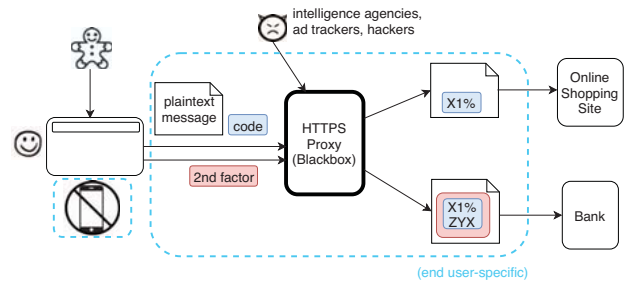 intelligence agencies,
ad trackers, hackers
plaintext
message
code
2nd factor
HTTPS
Proxy
(Blackbox)
X1%
Online
Shopping
Site
X1%
ZYX
Bank
(end user-specific)